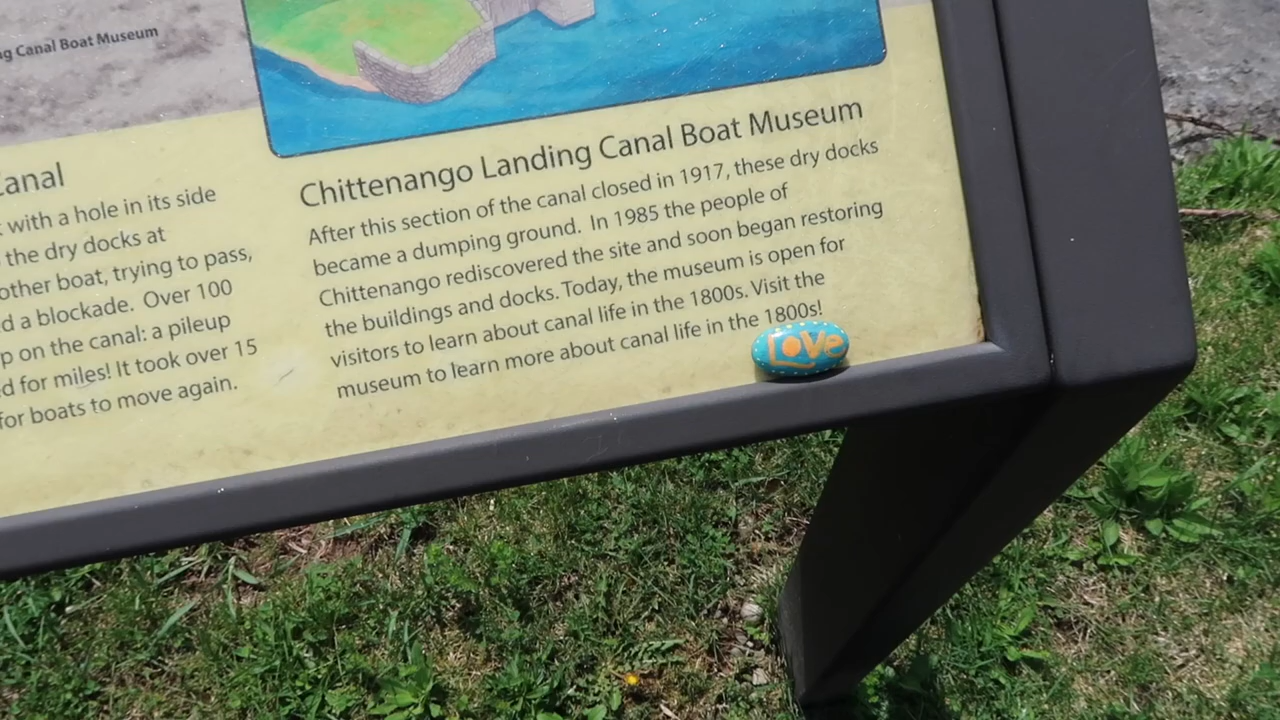 ng Canal Boat Museum
Canal
with a hole in its side
the dry docks at
other boat, trying to pass,
d a blockade. Over 100
p on the canal: a pileup
d for miles! It took over 15
for boats to move again.
Chittenango Landing Canal Boat Museum
After this section of the canal closed in 1917, these dry docks
became a dumping ground. In 1985 the people of
Chittenango rediscovered the site and soon began restoring
the buildings and docks. Today, the museum is open for
visitors to learn about canal life in the 1800s. Visit the
museum to learn more about canal life in the 1800s!
Love